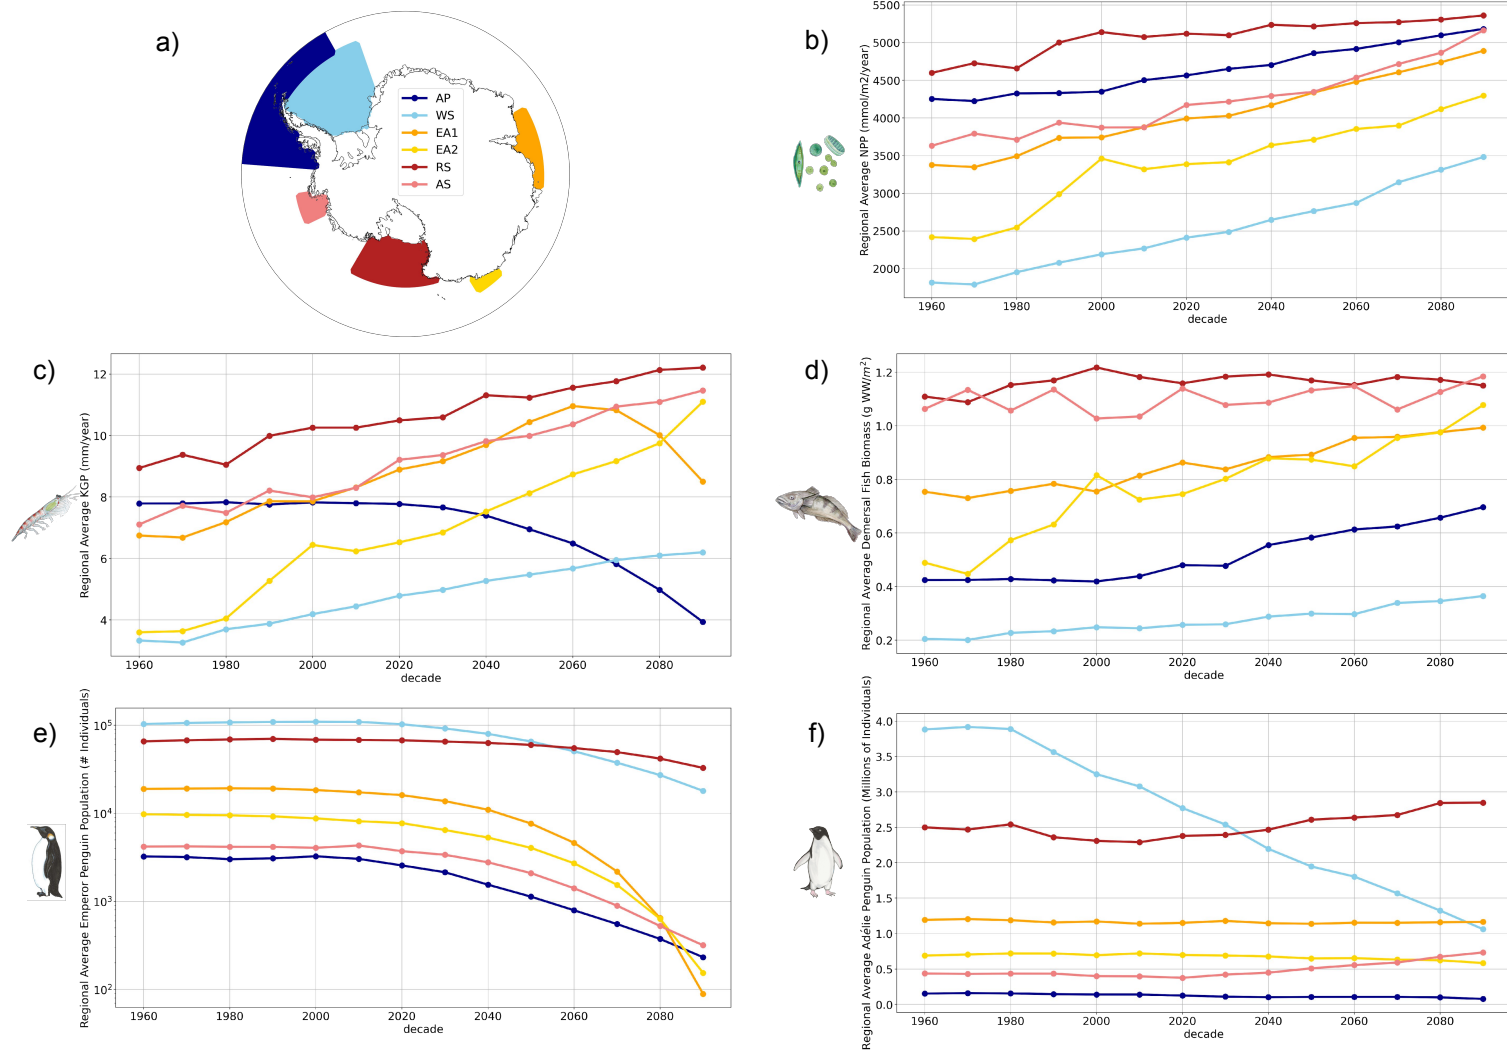 a)
AP
WS
EA1
EA2
RS
AS
b)
Regional Average NPP (mmol/m2/year)
5500
5000
4500
4000
3500
3000
2500
2000
1960 1980 2000 2020 2040 2060 2080
decade
c)
Regional Average KGP (mm/year)
12
10
8
6
4
1960 1980 2000 2020 2040 2060 2080
decade
d)
Regional Average Demersal Fish Biomass (g WW/m²)
1.2
1.0
0.8
0.6
0.4
0.2
1960 1980 2000 2020 2040 2060 2080
decade
e)
Regional Average Emperor Penguin Population (# Individuals)
10⁵
10⁴
10³
10²
1960 1980 2000 2020 2040 2060 2080
decade
f)
Regional Average Adélie Penguin Population (Millions of Individuals)
4.0
3.5
3.0
2.5
2.0
1.5
1.0
0.5
0.0
1960 1980 2000 2020 2040 2060 2080
decade